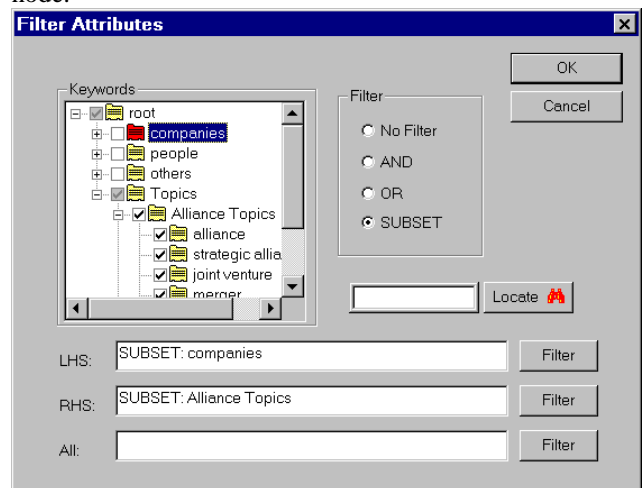 node.
Filter Attributes
OK
Cancel
Keywords
root
companies
people
others
Topics
Alliance Topics
alliance
strategic allia
joint venture
merger
Filter
No Filter
AND
OR
SUBSET
Locate
LHS: SUBSET: companies Filter
RHS: SUBSET: Alliance Topics Filter
All: Filter